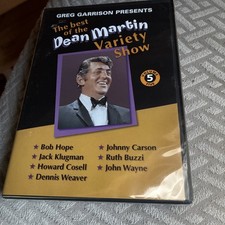 GREG GARRISON PRESENTS
The best of the
Dean Martin
Variety
Show
VOLUME
5
★ Bob Hope
★ Jack Klugman
★ Howard Cosell
★ Dennis Weaver
★ Johnny Carson
★ Ruth Buzzi
★ John Wayne